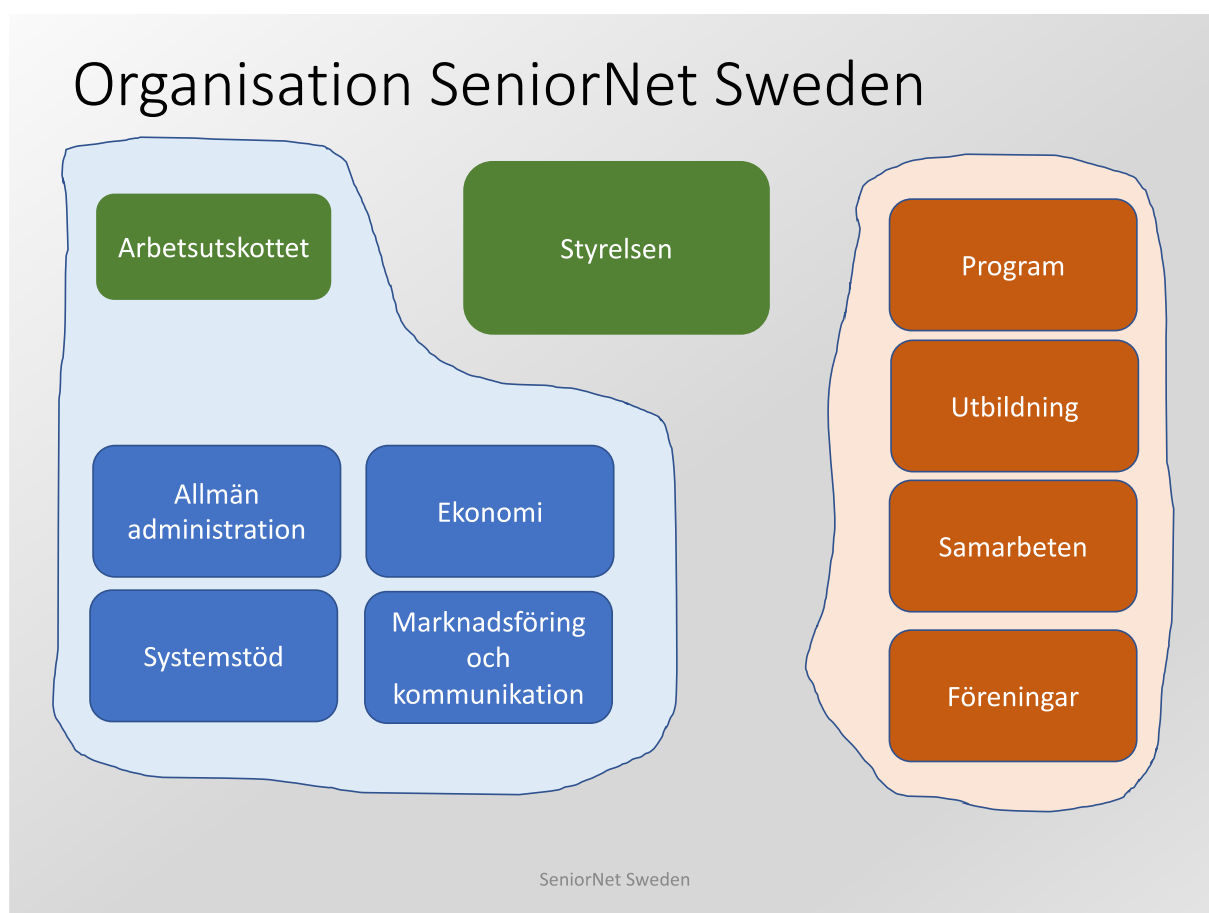 Organisation SeniorNet Sweden
Arbetsutskottet
Styrelsen
Program
Utbildning
Allmän
administration
Ekonomi
Samarbeten
Systemstöd
Marknadsföring
och
kommunikation
Föreningar
SeniorNet Sweden